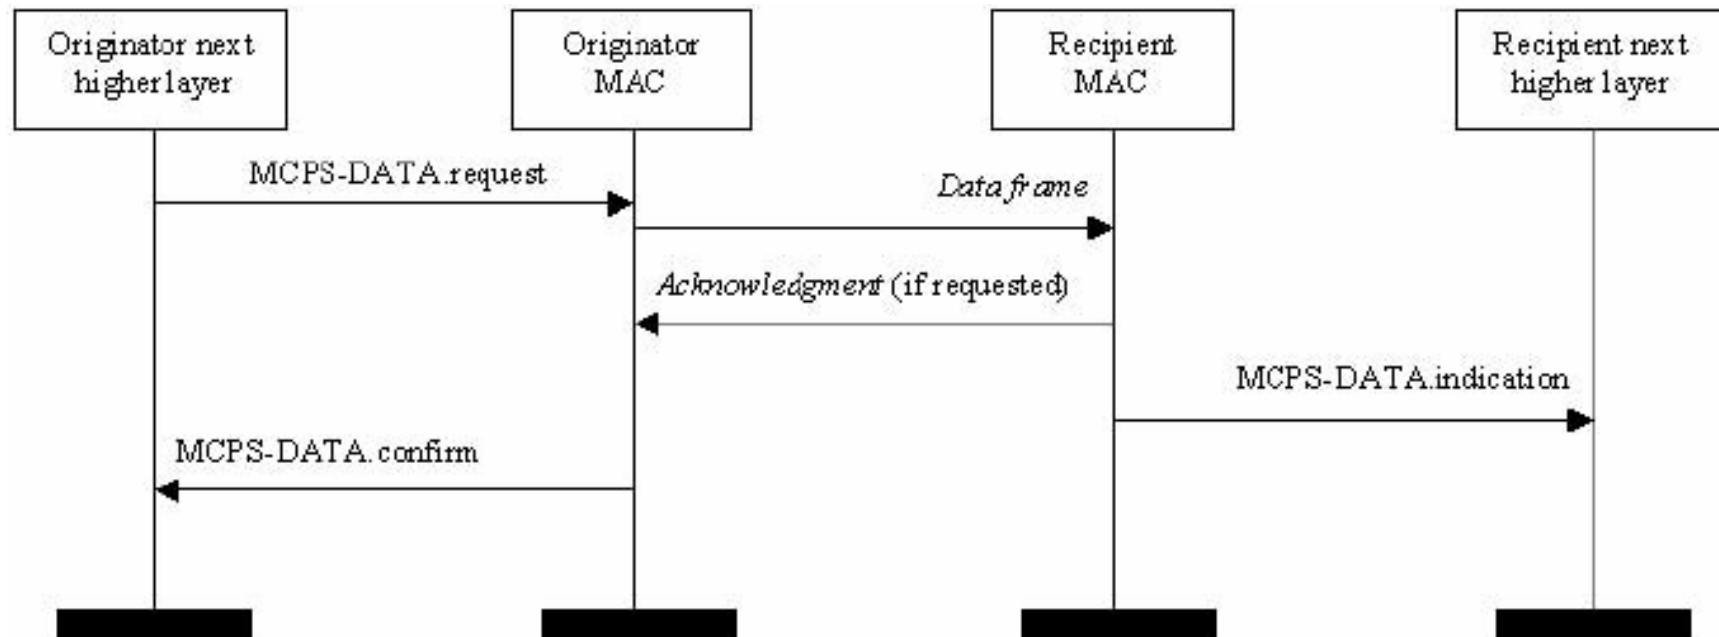 Originator next
higher layer
Originator
MAC
Recipient
MAC
Recipient next
higher layer
MCPS-DATA.request
Data frame
Acknowledgment (if requested)
MCPS-DATA.indication
MCPS-DATA.confirm